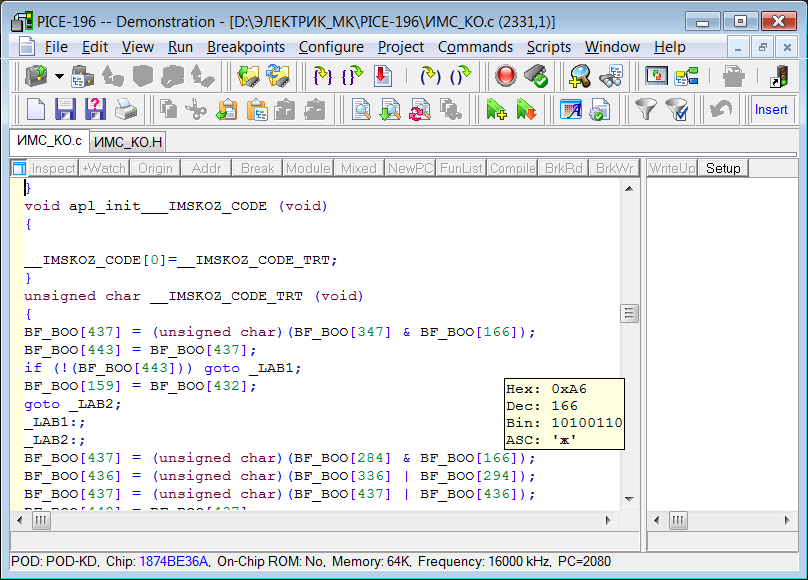 PICE-196 -- Demonstration - [D:\ЭЛЕКТРИК_МК\PICE-196\ИМС_КО.c (2331,1)]
File Edit View Run Breakpoints Configure Project Commands Scripts Window Help
Insert
ИМС_КО.c ИМС_КО.H
Inspect +Watch Origin Addr Break Module Mixed NewPC FunList Compile BrkRd BrkWr WriteUp Setup
}
void apl_init___IMSKOZ_CODE (void)
{
__IMSKOZ_CODE[0]=__IMSKOZ_CODE_TRT;
}
unsigned char __IMSKOZ_CODE_TRT (void)
{
BF_BOO[437] = (unsigned char)(BF_BOO[347] & BF_BOO[166]);
BF_BOO[443] = BF_BOO[437];
if (!(BF_BOO[443])) goto _LAB1;
BF_BOO[159] = BF_BOO[432];
goto _LAB2;
_LAB1:;
_LAB2:;
BF_BOO[437] = (unsigned char)(BF_BOO[284] & BF_BOO[166]);
BF_BOO[436] = (unsigned char)(BF_BOO[336] | BF_BOO[294]);
BF_BOO[437] = (unsigned char)(BF_BOO[437] | BF_BOO[436]);
Hex: 0xA6
Dec: 166
Bin: 10100110
ASC: 'ж'
POD: POD-KD, Chip: 1874BE36A, On-Chip ROM: No, Memory: 64K, Frequency: 16000 kHz, PC=2080